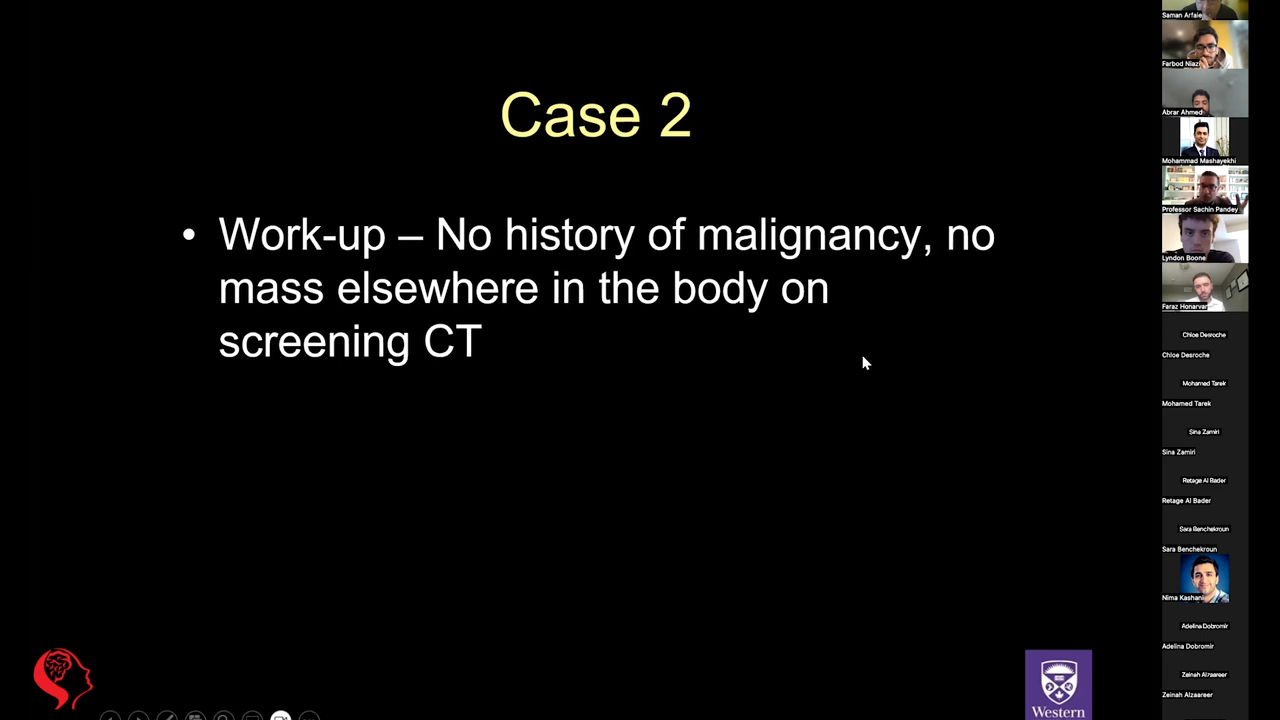 Case 2
• Work-up – No history of malignancy, no
mass elsewhere in the body on
screening CT
Western
Saman Arfaie
Farbod Niazi
Abrar Ahmed
Mohammad Mashayekhi
Professor Sachin Pandey
Lyndon Boone
Faraz Honarvar
Chloe Desroche
Chloe Desroche
Mohamed Tarek
Mohamed Tarek
Sina Zamiri
Sina Zamiri
Retage Al Bader
Retage Al Bader
Sara Benchekroun
Sara Benchekroun
Nima Kashani
Adelina Dobromir
Adelina Dobromir
Zeinah Alzaareer
Zeinah Alzaareer